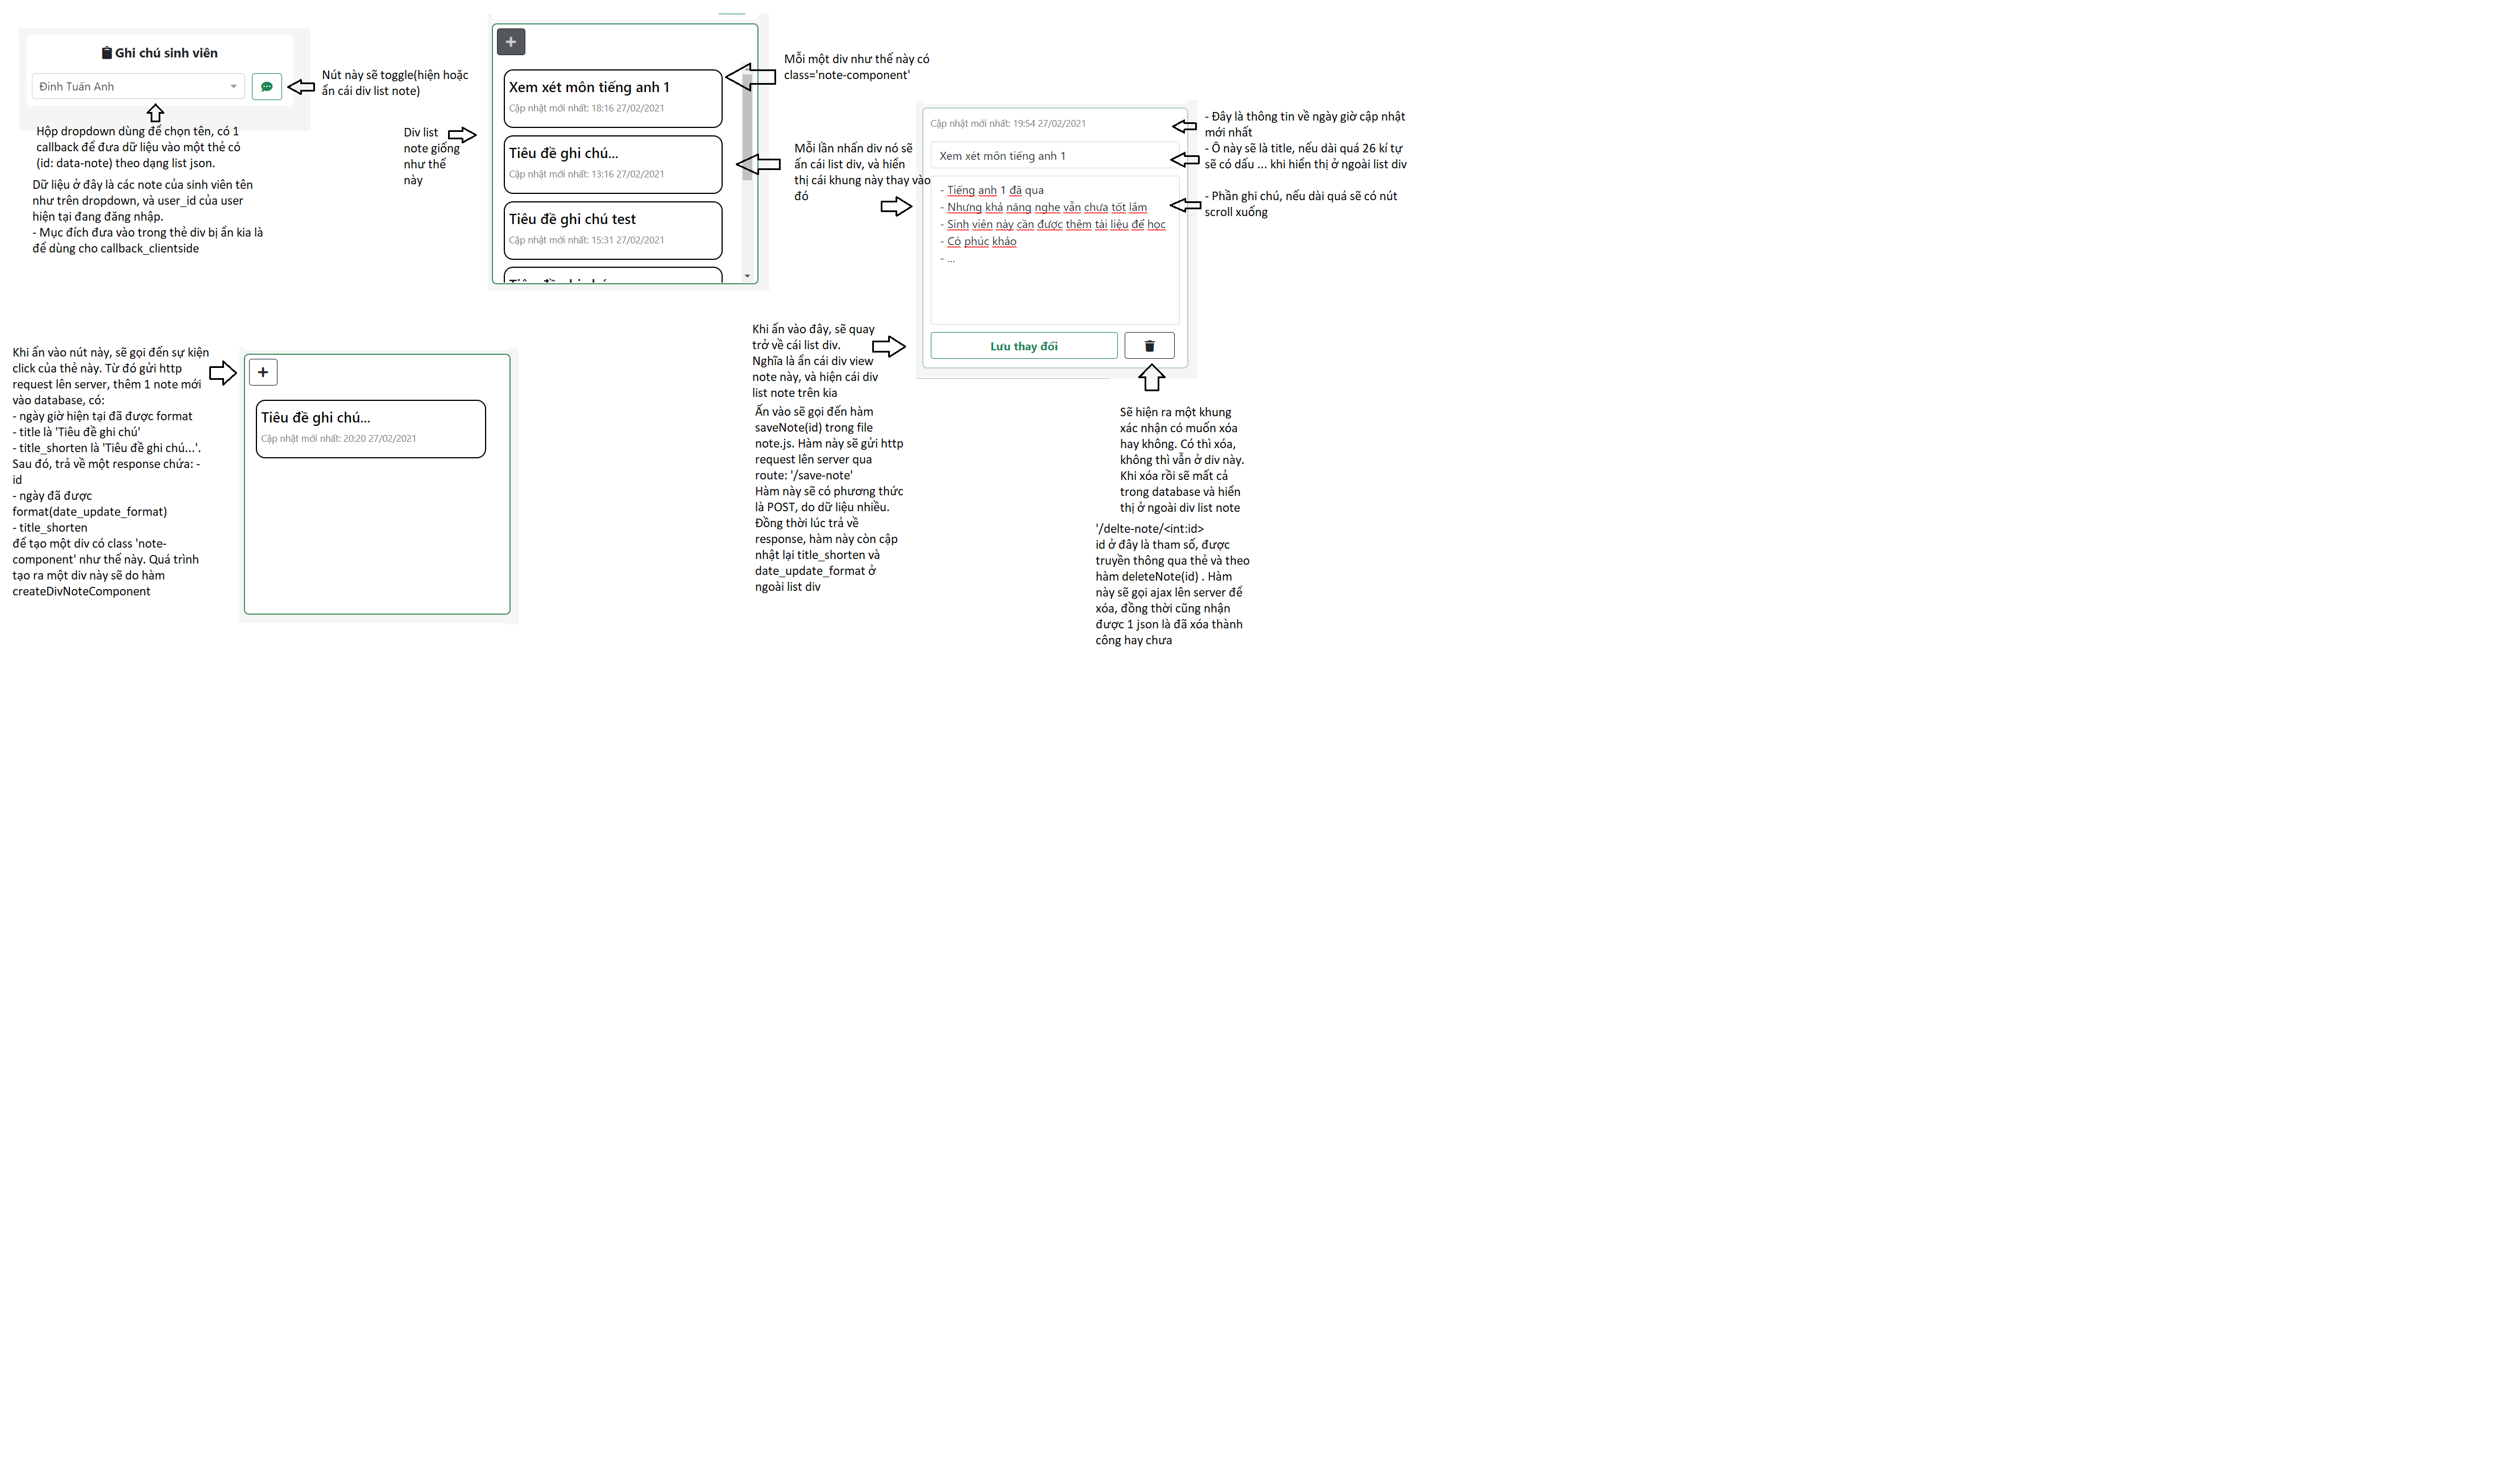 Ghi chú sinh viên
Đinh Tuấn Anh
Nút này sẽ toggle(hiện hoặc
ẩn cái div list note)
Hộp dropdown dùng để chọn tên, có 1
callback để đưa dữ liệu vào một thẻ có
(id: data-note) theo dạng list json.
Dữ liệu ở đây là các note của sinh viên tên
như trên dropdown, và user_id của user
hiện tại đang đăng nhập.
- Mục đích đưa vào trong thẻ div bị ẩn kia là
để dùng cho callback_clientside
Div list
note giống
như thế
này
+
Xem xét môn tiếng anh 1
Cập nhật mới nhất: 18:16 27/02/2021
Tiêu đề ghi chú...
Cập nhật mới nhất: 13:16 27/02/2021
Tiêu đề ghi chú test
Cập nhật mới nhất: 15:31 27/02/2021
Mỗi một div như thế này có
class='note-component'
Mỗi lần nhấn div nó sẽ
ẩn cái list div, và hiển
thị cái khung này thay vào
đó
Cập nhật mới nhất: 19:54 27/02/2021
Xem xét môn tiếng anh 1
- Tiếng anh 1 đã qua
- Nhưng khả năng nghe vẫn chưa tốt lắm
- Sinh viên này cần được thêm tài liệu để học
- Có phúc khảo
- ...
Lưu thay đổi
- Đây là thông tin về ngày giờ cập nhật
mới nhất
- Ô này sẽ là title, nếu dài quá 26 kí tự
sẽ có dấu ... khi hiển thị ở ngoài list div
- Phần ghi chú, nếu dài quá sẽ có nút
scroll xuống
Khi ấn vào đây, sẽ quay
trở về cái list div.
Nghĩa là ẩn cái div view
note này, và hiện cái div
list note trên kia
Ấn vào sẽ gọi đến hàm
saveNote(id) trong file
note.js. Hàm này sẽ gửi http
request lên server qua
route: '/save-note'
Hàm này sẽ có phương thức
là POST, do dữ liệu nhiều.
Đồng thời lúc trả về
response, hàm này còn cập
nhật lại title_shorten và
date_update_format ở
ngoài list div
Sẽ hiện ra một khung
xác nhận có muốn xóa
hay không. Có thì xóa,
không thì vẫn ở div này.
Khi xóa rồi sẽ mất cả
trong database và hiển
thị ở ngoài div list note
'/delte-note/<int:id>
id ở đây là tham số, được
truyền thông qua thẻ và theo
hàm deleteNote(id) . Hàm
này sẽ gọi ajax lên server để
xóa, đồng thời cũng nhận
được 1 json là đã xóa thành
công hay chưa
Khi ấn vào nút này, sẽ gọi đến sự kiện
click của thẻ này. Từ đó gửi http
request lên server, thêm 1 note mới
vào database, có:
- ngày giờ hiện tại đã được format
- title là 'Tiêu đề ghi chú'
- title_shorten là 'Tiêu đề ghi chú...'.
Sau đó, trả về một response chứa: -
id
- ngày đã được
format(date_update_format)
- title_shorten
để tạo một div có class 'note-
component' như thế này. Quá trình
tạo ra một div này sẽ do hàm
createDivNoteComponent
+
Tiêu đề ghi chú...
Cập nhật mới nhất: 20:20 27/02/2021